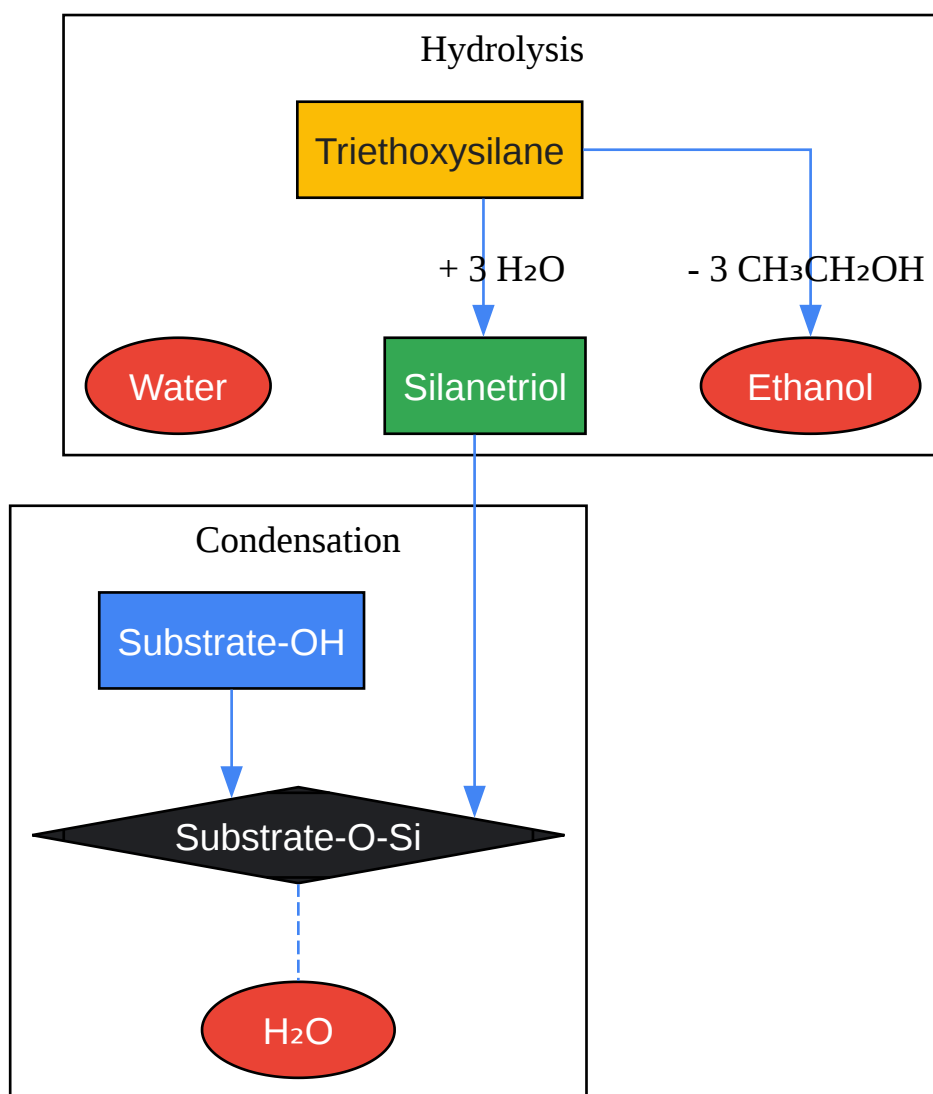 Hydrolysis
Triethoxysilane
+ 3 H₂O
- 3 CH₃CH₂OH
Water
Silanetriol
Ethanol
Condensation
Substrate-OH
Substrate-O-Si
H₂O